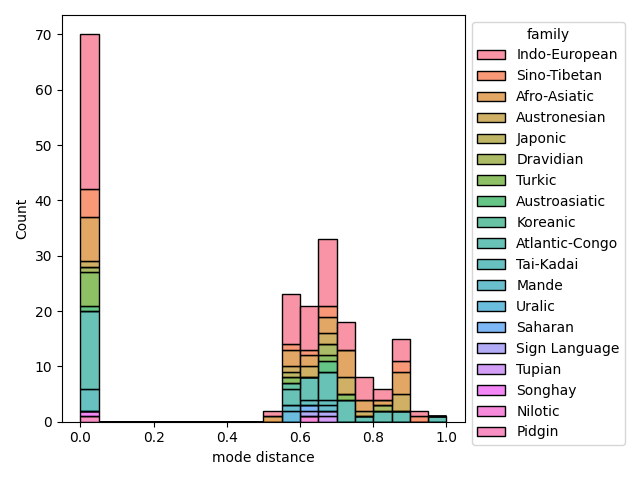 70
60
50
40
30
20
10
0
Count
0.0 0.2 0.4 0.6 0.8 1.0
mode distance
family
Indo-European
Sino-Tibetan
Afro-Asiatic
Austronesian
Japonic
Dravidian
Turkic
Austroasiatic
Koreanic
Atlantic-Congo
Tai-Kadai
Mande
Uralic
Saharan
Sign Language
Tupian
Songhay
Nilotic
Pidgin